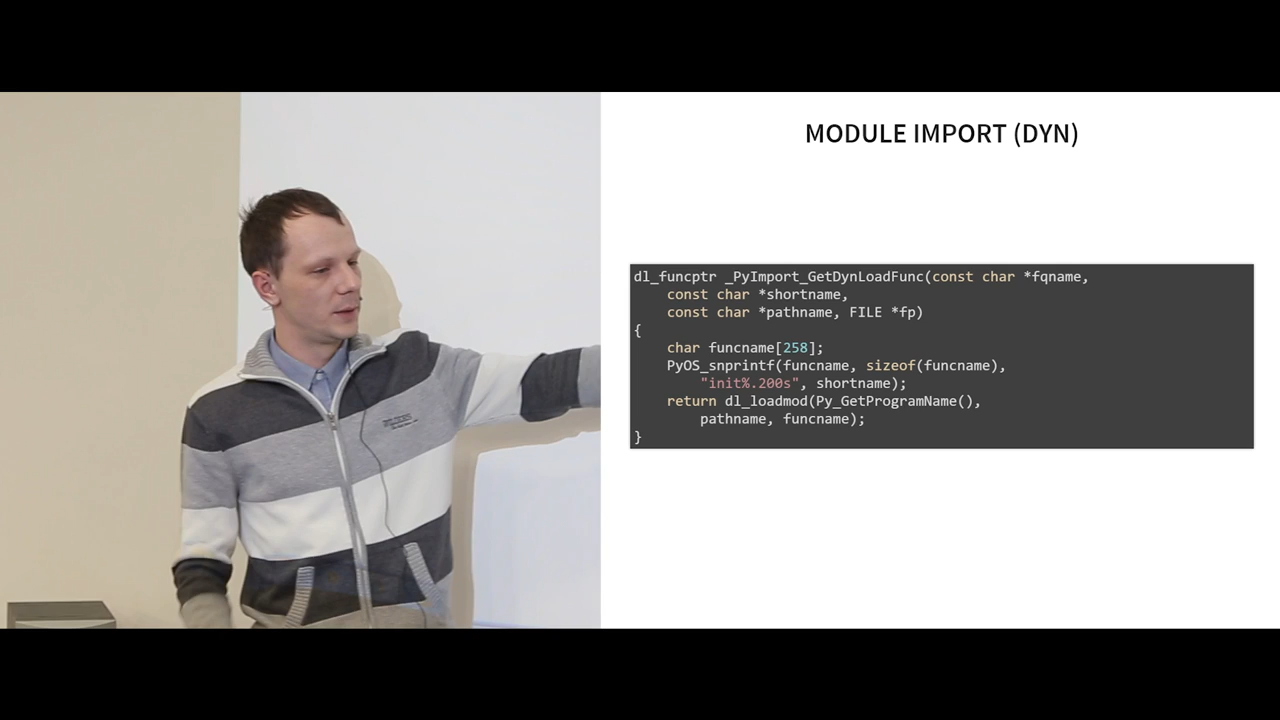 MODULE IMPORT (DYN)
dl_funcptr _PyImport_GetDynLoadFunc(const char *fqname,
    const char *shortname,
    const char *pathname, FILE *fp)
{
    char funcname[258];
    PyOS_snprintf(funcname, sizeof(funcname),
        "init%.200s", shortname);
    return dl_loadmod(Py_GetProgramName(),
        pathname, funcname);
}